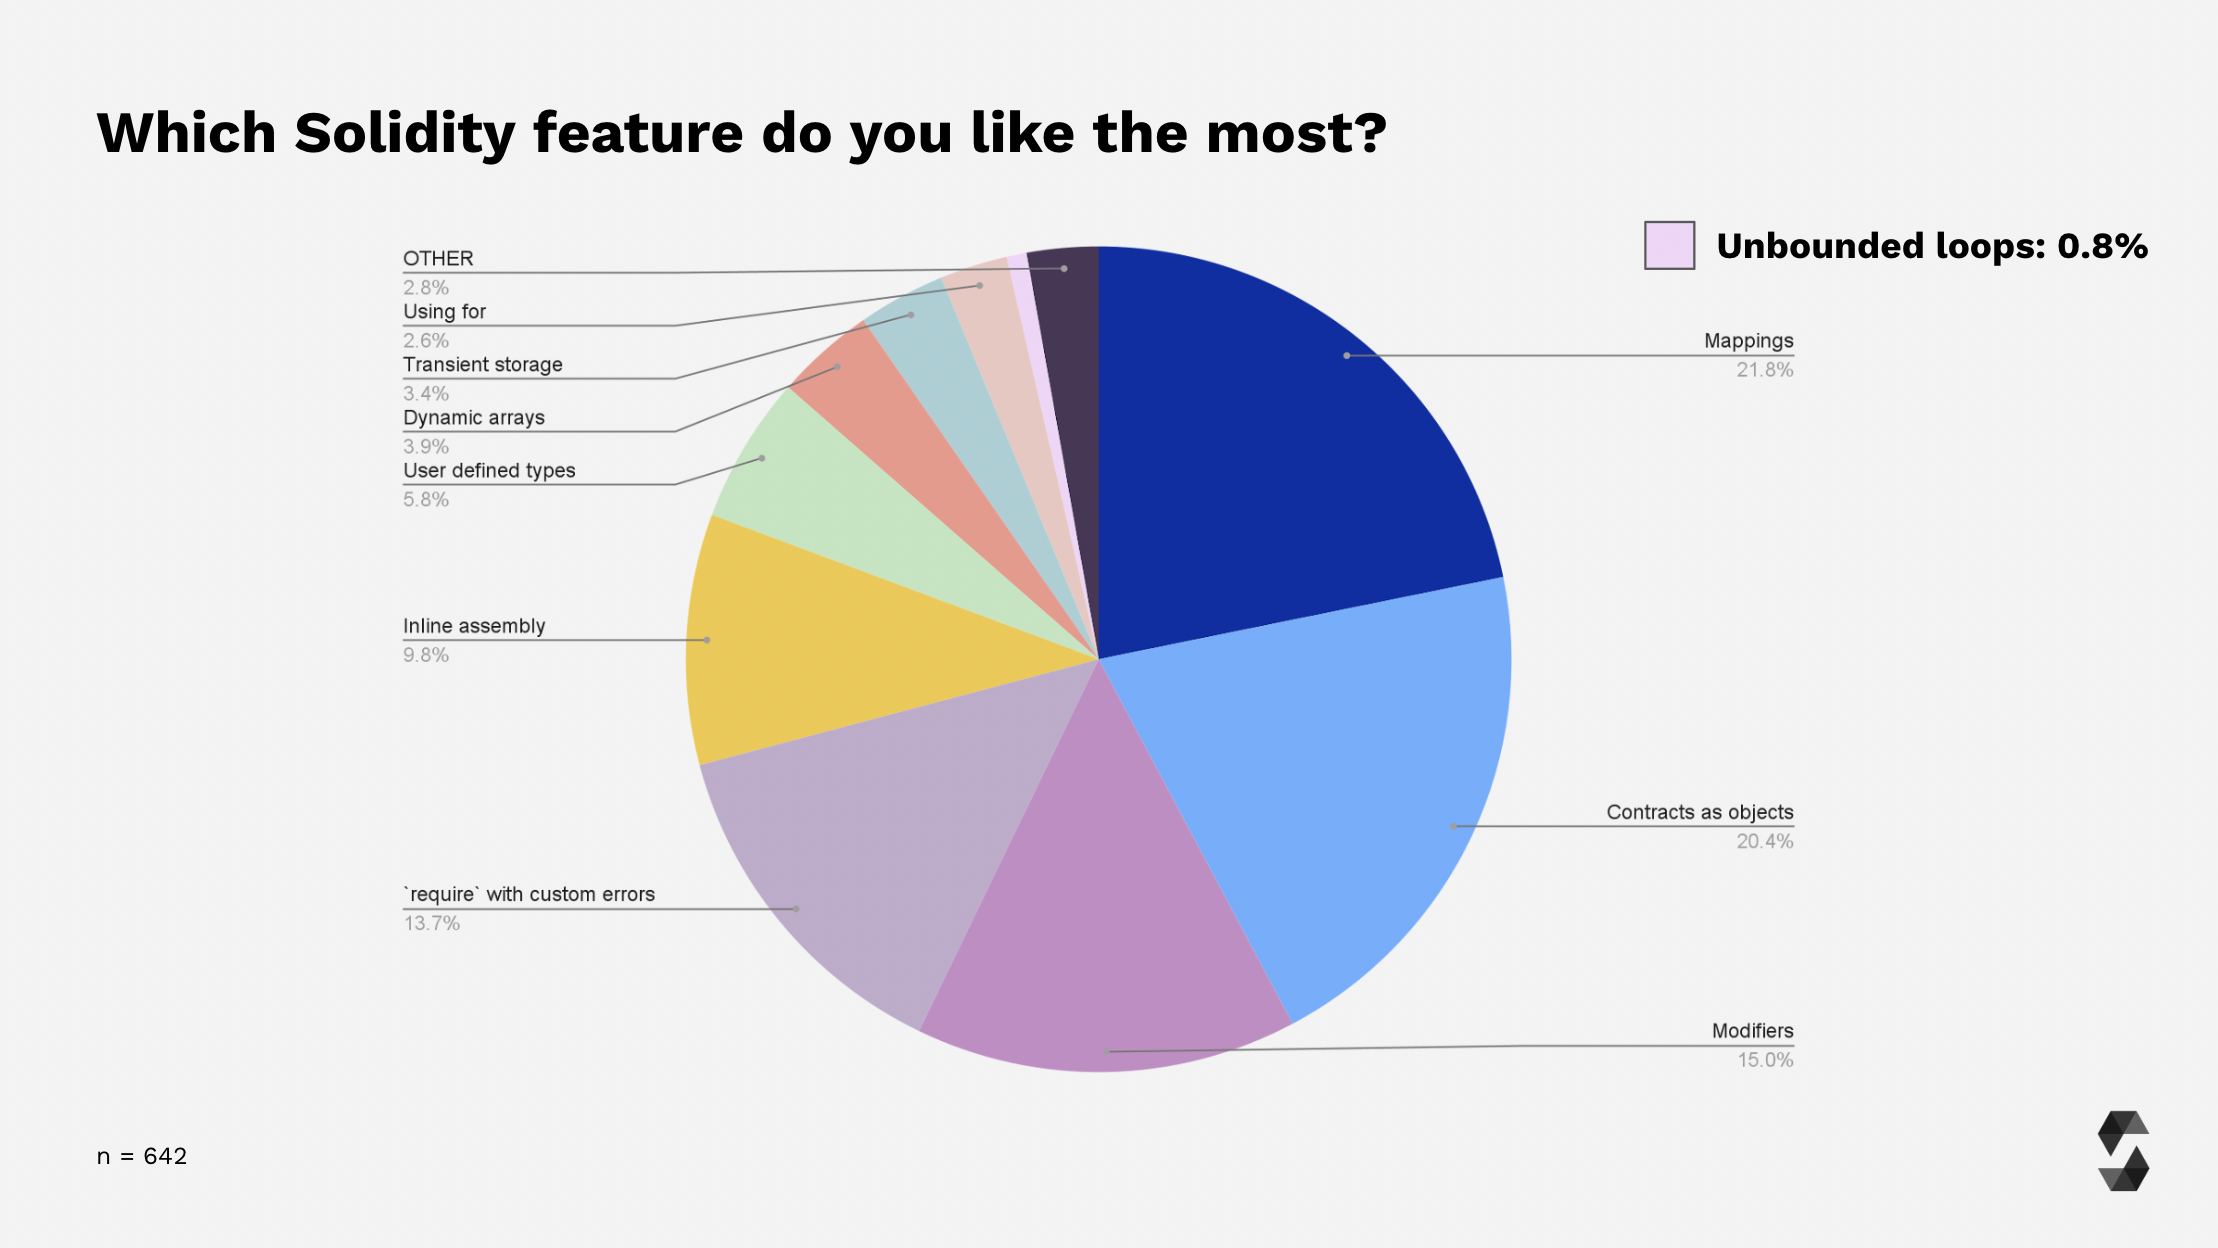 Which Solidity feature do you like the most?
Unbounded loops: 0.8%
OTHER
2.8%
Using for
2.6%
Transient storage
3.4%
Dynamic arrays
3.9%
User defined types
5.8%
Inline assembly
9.8%
`require` with custom errors
13.7%
Mappings
21.8%
Contracts as objects
20.4%
Modifiers
15.0%
n = 642